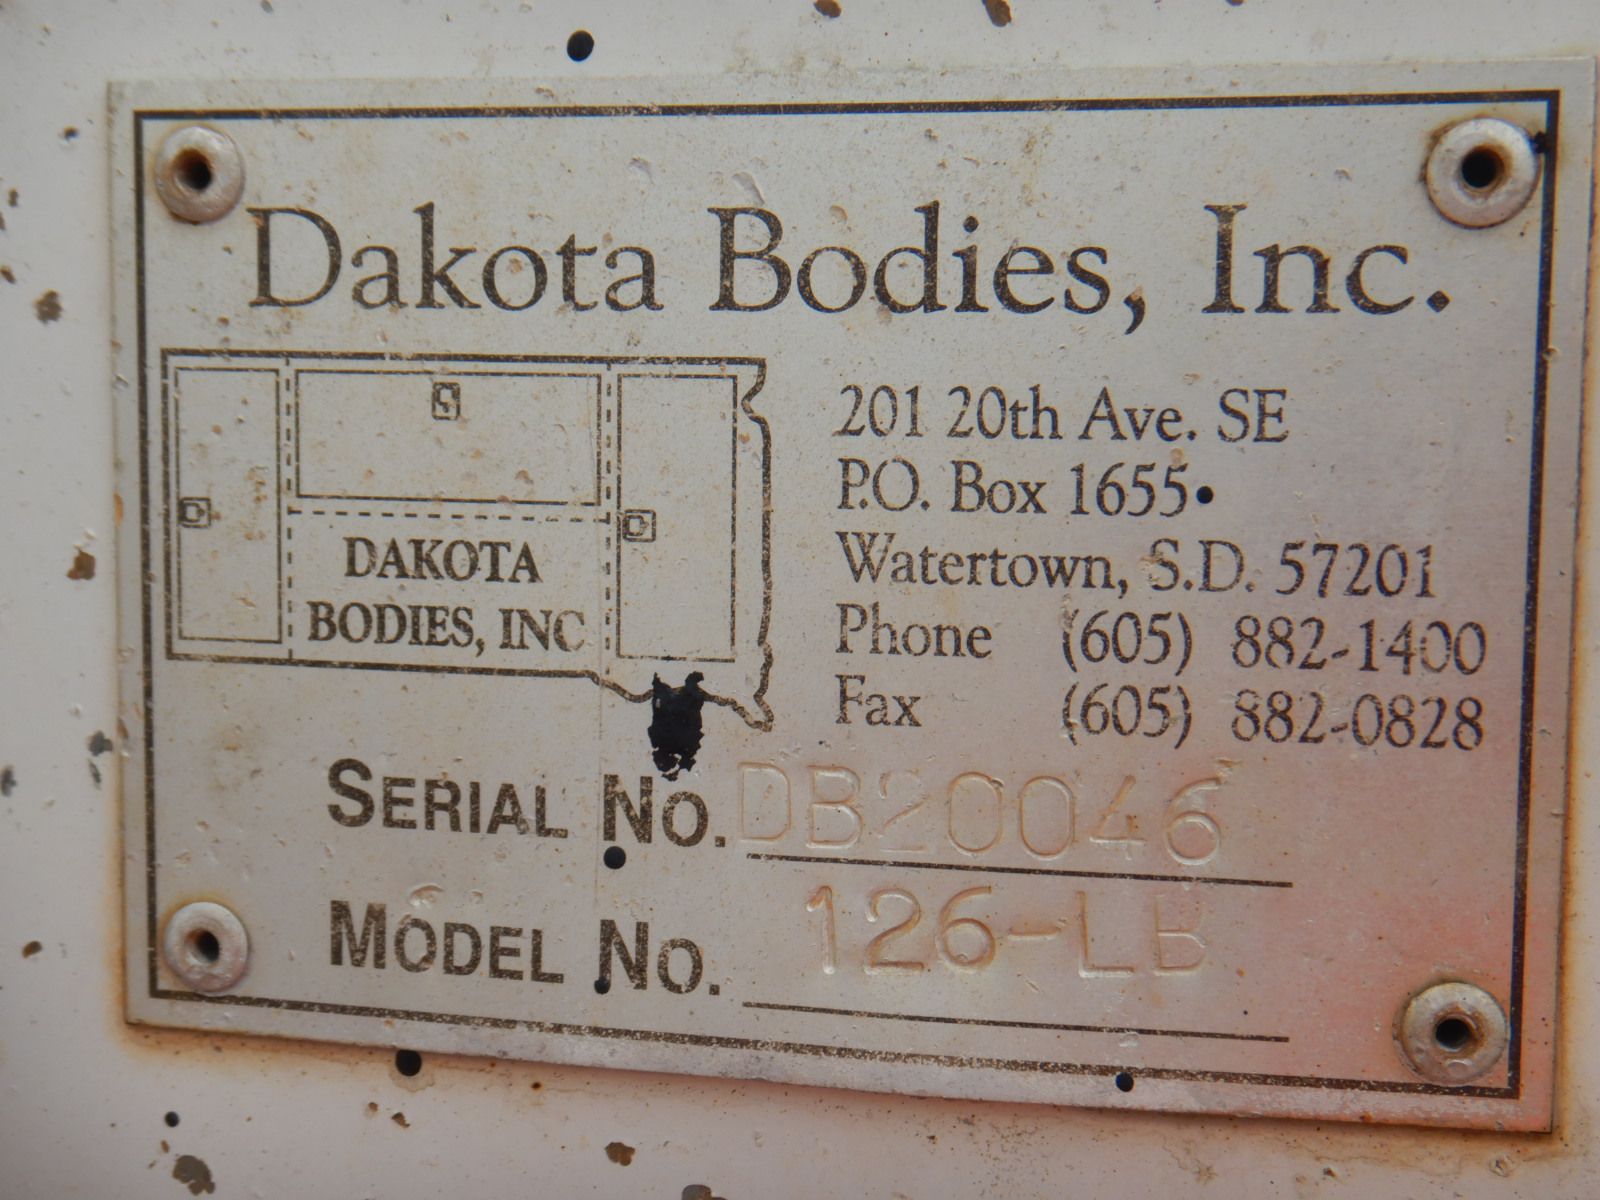 Dakota Bodies, Inc.
DAKOTA
BODIES, INC
201 20th Ave. SE
P.O. Box 1655
Watertown, S.D. 57201
Phone (605) 882-1400
Fax (605) 882-0828
SERIAL NO. DB20046
MODEL NO. 126-LB